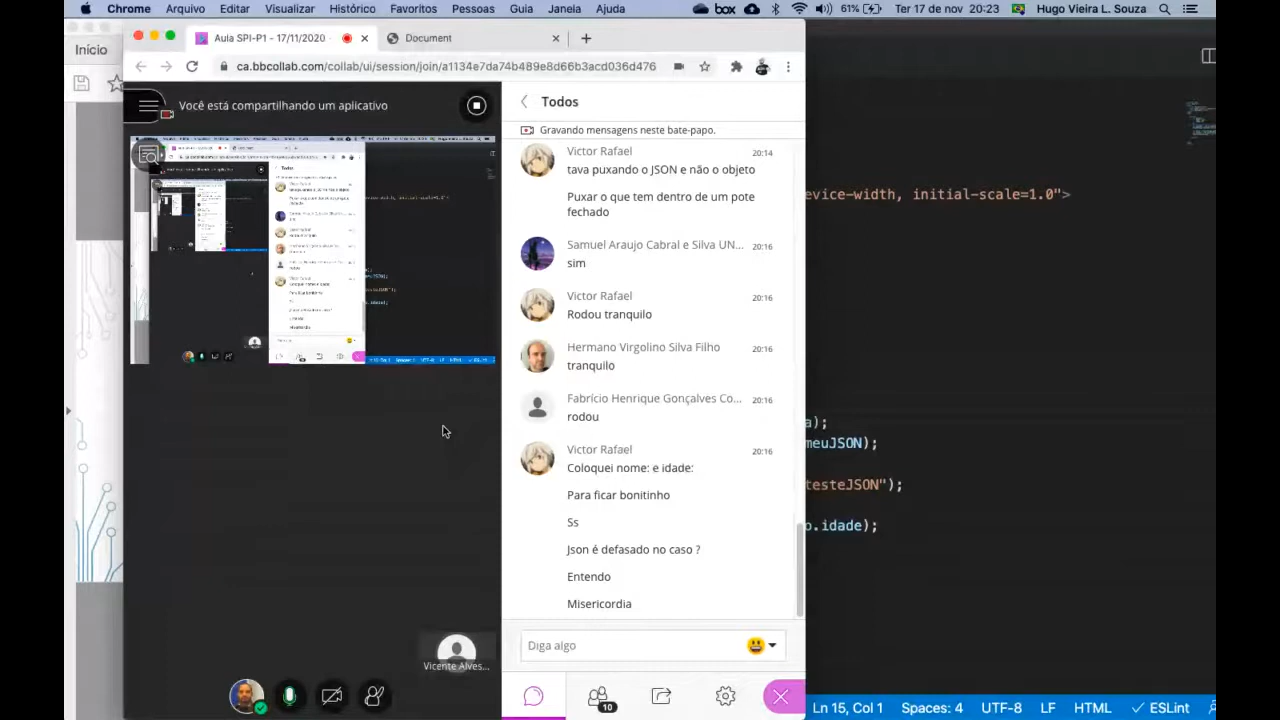 Chrome Arquivo Editar Visualizar Histórico Favoritos Pessoas Guia Janela Ajuda box 61% Ter 17 de nov 20:23 Hugo Vieira L. Souza
Início
Aula SPI-P1 - 17/11/2020
Document
ca.bbcollab.com/collab/ui/session/join/a1134e7da74b489e8d66b3acd036d476
Você está compartilhando um aplicativo
Todos
Gravando mensagens neste bate-papo.
Victor Rafael 20:14
tava puxando o JSON e não o objeto
Puxar o que tem dentro de um pote
fechado
Samuel Araujo Cabral e Silva UN... 20:16
sim
Victor Rafael 20:16
Rodou tranquilo
Hermano Virgolino Silva Filho 20:16
tranquilo
Fabrício Henrique Gonçalves Co... 20:16
rodou
Victor Rafael 20:16
Coloquei nome: e idade:
Para ficar bonitinho
Ss
Json é defasado no caso ?
Entendo
Misericordia
Diga algo
10
Vicente Alves...
evice-width, initial-scale=1.0">
a);
meuJSON);
testeJSON");
o.idade);
Ln 15, Col 1 Spaces: 4 UTF-8 LF HTML ESLint